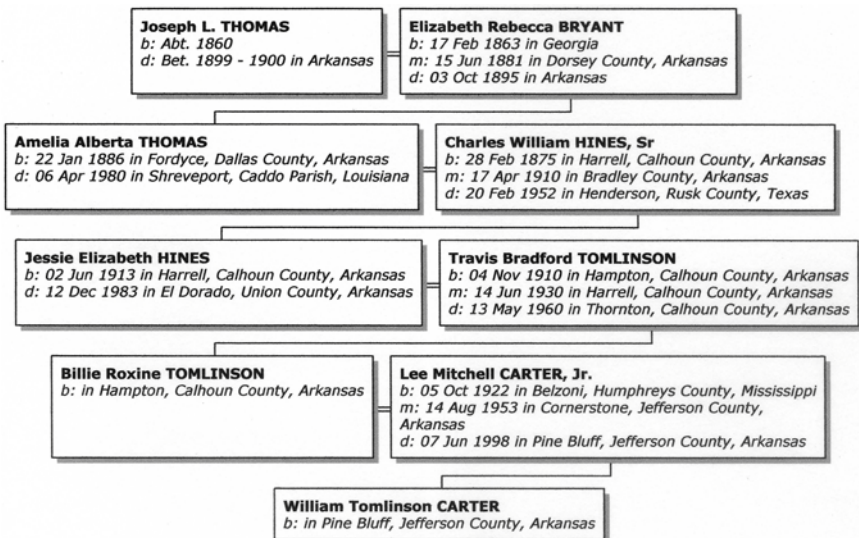 Joseph L. THOMAS
b: Abt. 1860
d: Bet. 1899 - 1900 in Arkansas
Elizabeth Rebecca BRYANT
b: 17 Feb 1863 in Georgia
m: 15 Jun 1881 in Dorsey County, Arkansas
d: 03 Oct 1895 in Arkansas
Amelia Alberta THOMAS
b: 22 Jan 1886 in Fordyce, Dallas County, Arkansas
d: 06 Apr 1980 in Shreveport, Caddo Parish, Louisiana
Charles William HINES, Sr
b: 28 Feb 1875 in Harrell, Calhoun County, Arkansas
m: 17 Apr 1910 in Bradley County, Arkansas
d: 20 Feb 1952 in Henderson, Rusk County, Texas
Jessie Elizabeth HINES
b: 02 Jun 1913 in Harrell, Calhoun County, Arkansas
d: 12 Dec 1983 in El Dorado, Union County, Arkansas
Travis Bradford TOMLINSON
b: 04 Nov 1910 in Hampton, Calhoun County, Arkansas
m: 14 Jun 1930 in Harrell, Calhoun County, Arkansas
d: 13 May 1960 in Thornton, Calhoun County, Arkansas
Billie Roxine TOMLINSON
b: in Hampton, Calhoun County, Arkansas
Lee Mitchell CARTER, Jr.
b: 05 Oct 1922 in Belzoni, Humphreys County, Mississippi
m: 14 Aug 1953 in Cornerstone, Jefferson County,
Arkansas
d: 07 Jun 1998 in Pine Bluff, Jefferson County, Arkansas
William Tomlinson CARTER
b: in Pine Bluff, Jefferson County, Arkansas